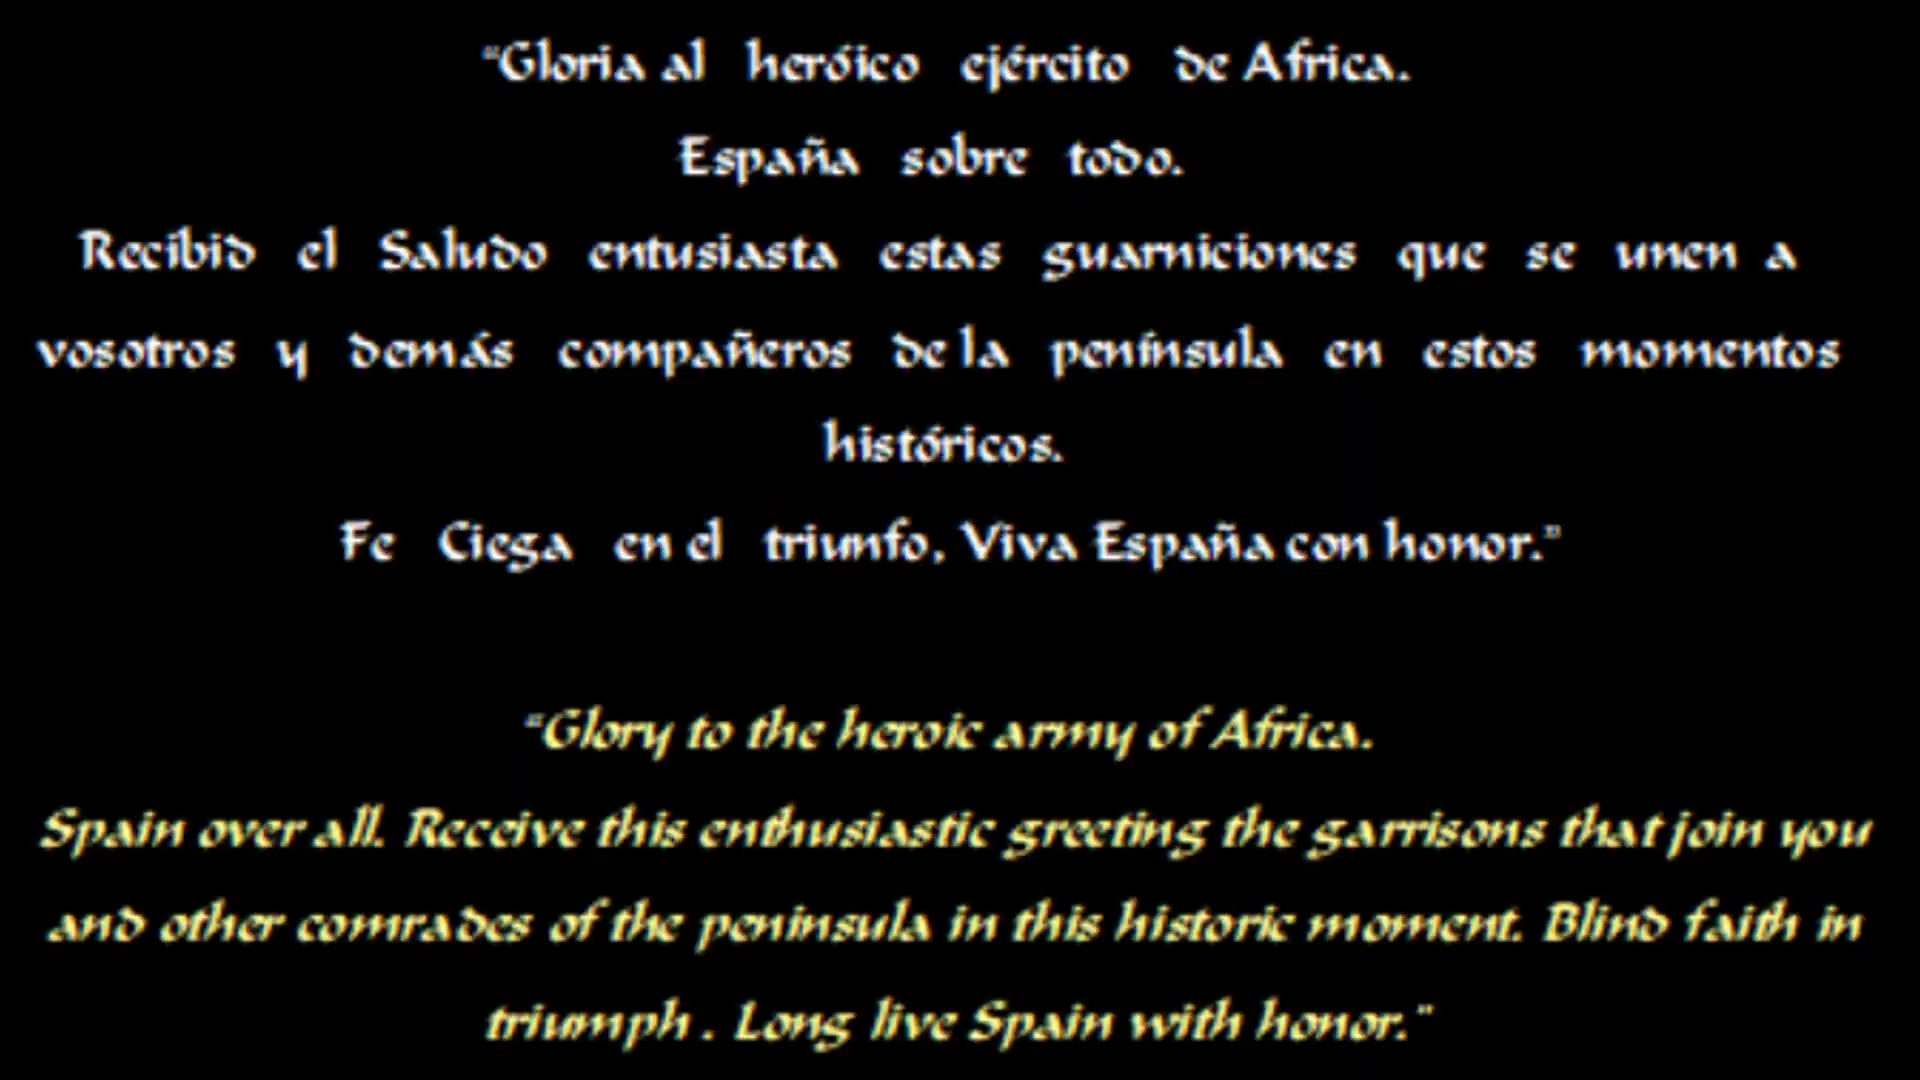 "Gloria al heróico ejército de Africa.
España sobre todo.
Recibid el Saludo entusiasta estas guarniciones que se unen a
vosotros y demás compañeros de la península en estos momentos
históricos.
Fe Ciega en el triunfo, Viva España con honor."
"Glory to the heroic army of Africa.
Spain over all. Receive this enthusiastic greeting the garrisons that join you
and other comrades of the peninsula in this historic moment. Blind faith in
triumph . Long live Spain with honor."